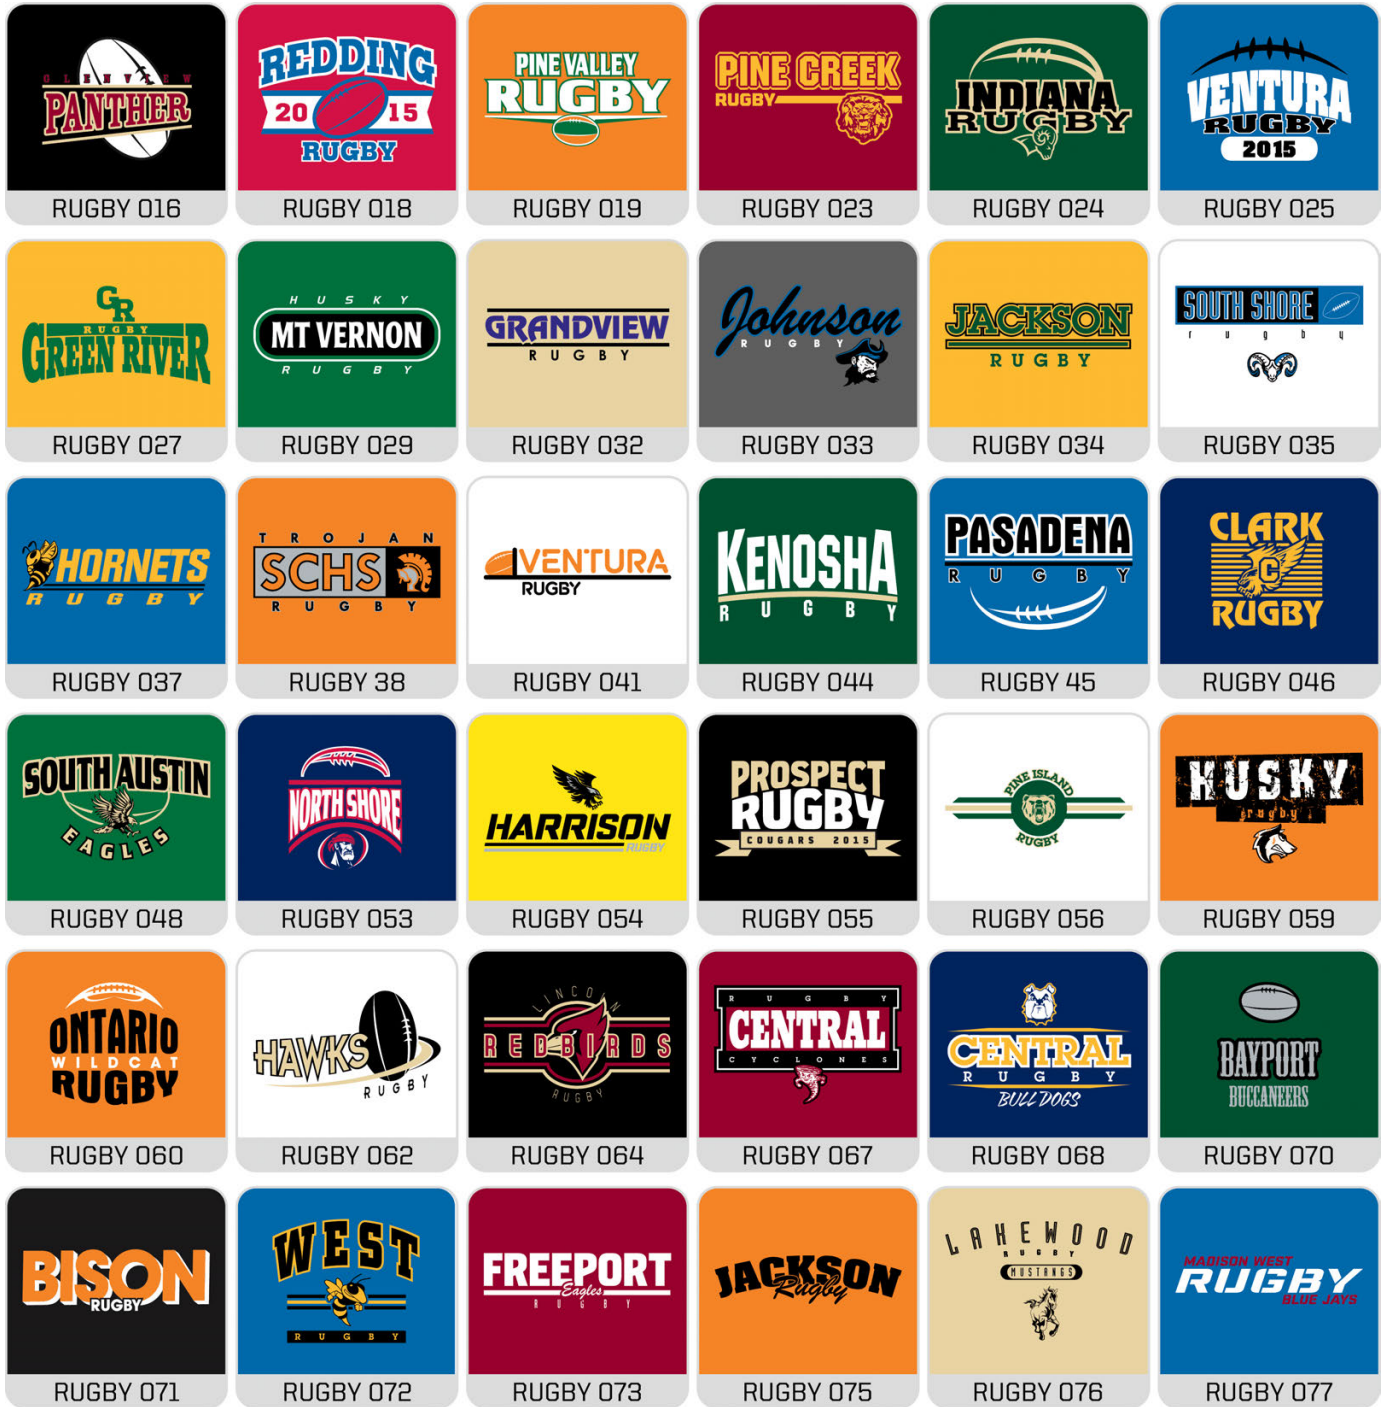 GLENVIEW
PANTHER
RUGBY 016
REDDING
20 15
RUGBY
RUGBY 018
PINE VALLEY
RUGBY
RUGBY 019
PINE CREEK
RUGBY
RUGBY 023
INDIANA
RUGBY
RUGBY 024
VENTURA
RUGBY
2015
RUGBY 025
GR
RUGBY
GREEN RIVER
RUGBY 027
HUSKY
MT VERNON
RUGBY
RUGBY 029
GRANDVIEW
RUGBY
RUGBY 032
Johnson
RUGBY
RUGBY 033
JACKSON
RUGBY
RUGBY 034
SOUTH SHORE
rugby
RUGBY 035
HORNETS
RUGBY
RUGBY 037
TROJAN
SCHS
RUGBY
RUGBY 38
VENTURA
RUGBY
RUGBY 041
KENOSHA
RUGBY
RUGBY 044
PASADENA
RUGBY
RUGBY 45
CLARK
C
RUGBY
RUGBY 046
SOUTH AUSTIN
EAGLES
RUGBY 048
NORTH SHORE
RUGBY 053
HARRISON
RUGBY
RUGBY 054
PROSPECT
RUGBY
COUGARS 2015
RUGBY 055
PINE ISLAND
RUGBY
RUGBY 056
HUSKY
rugby
RUGBY 059
ONTARIO
WILDCAT
RUGBY
RUGBY 060
HAWKS
RUGBY
RUGBY 062
LINCOLN
REDBIRDS
RUGBY
RUGBY 064
RUGBY
CENTRAL
CYCLONES
RUGBY 067
CENTRAL
RUGBY
BULLDOGS
RUGBY 068
BAYPORT
BUCCANEERS
RUGBY 070
BISON
RUGBY
RUGBY 071
WEST
RUGBY
RUGBY 072
FREEPORT
Eagles
RUGBY
RUGBY 073
JACKSON
Rugby
RUGBY 075
LAKEWOOD
RUGBY
MUSTANGS
RUGBY 076
MADISON WEST
RUGBY
BLUE JAYS
RUGBY 077